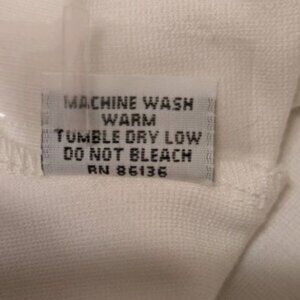 MACHINE WASH
WARM
TUMBLE DRY LOW
DO NOT BLEACH
RN 86136